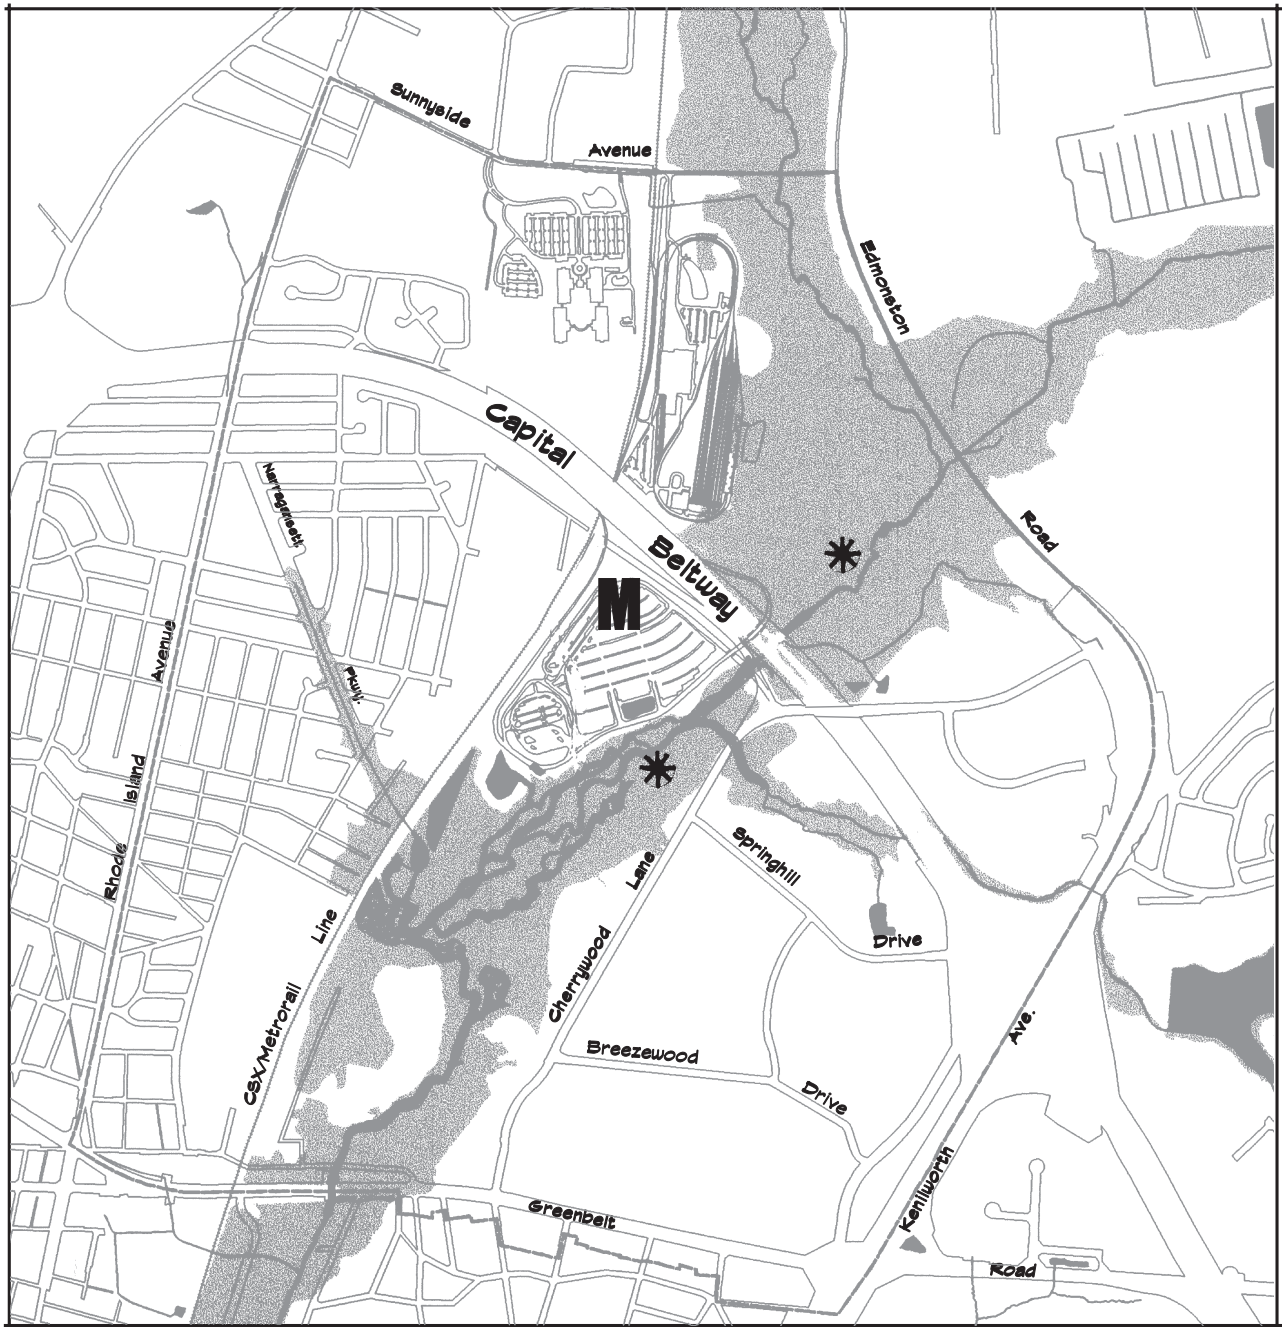 Sunnyside
Avenue
Edmonston
Capital
Narragansett
Road
Beltway
M
Avenue
Pkwy.
Island
Springhill
Rhode
Lane
Line
Drive
Cherrywood
CSX/Metrorail
Ave.
Breezewood
Drive
Kenilworth
Greenbelt
Road